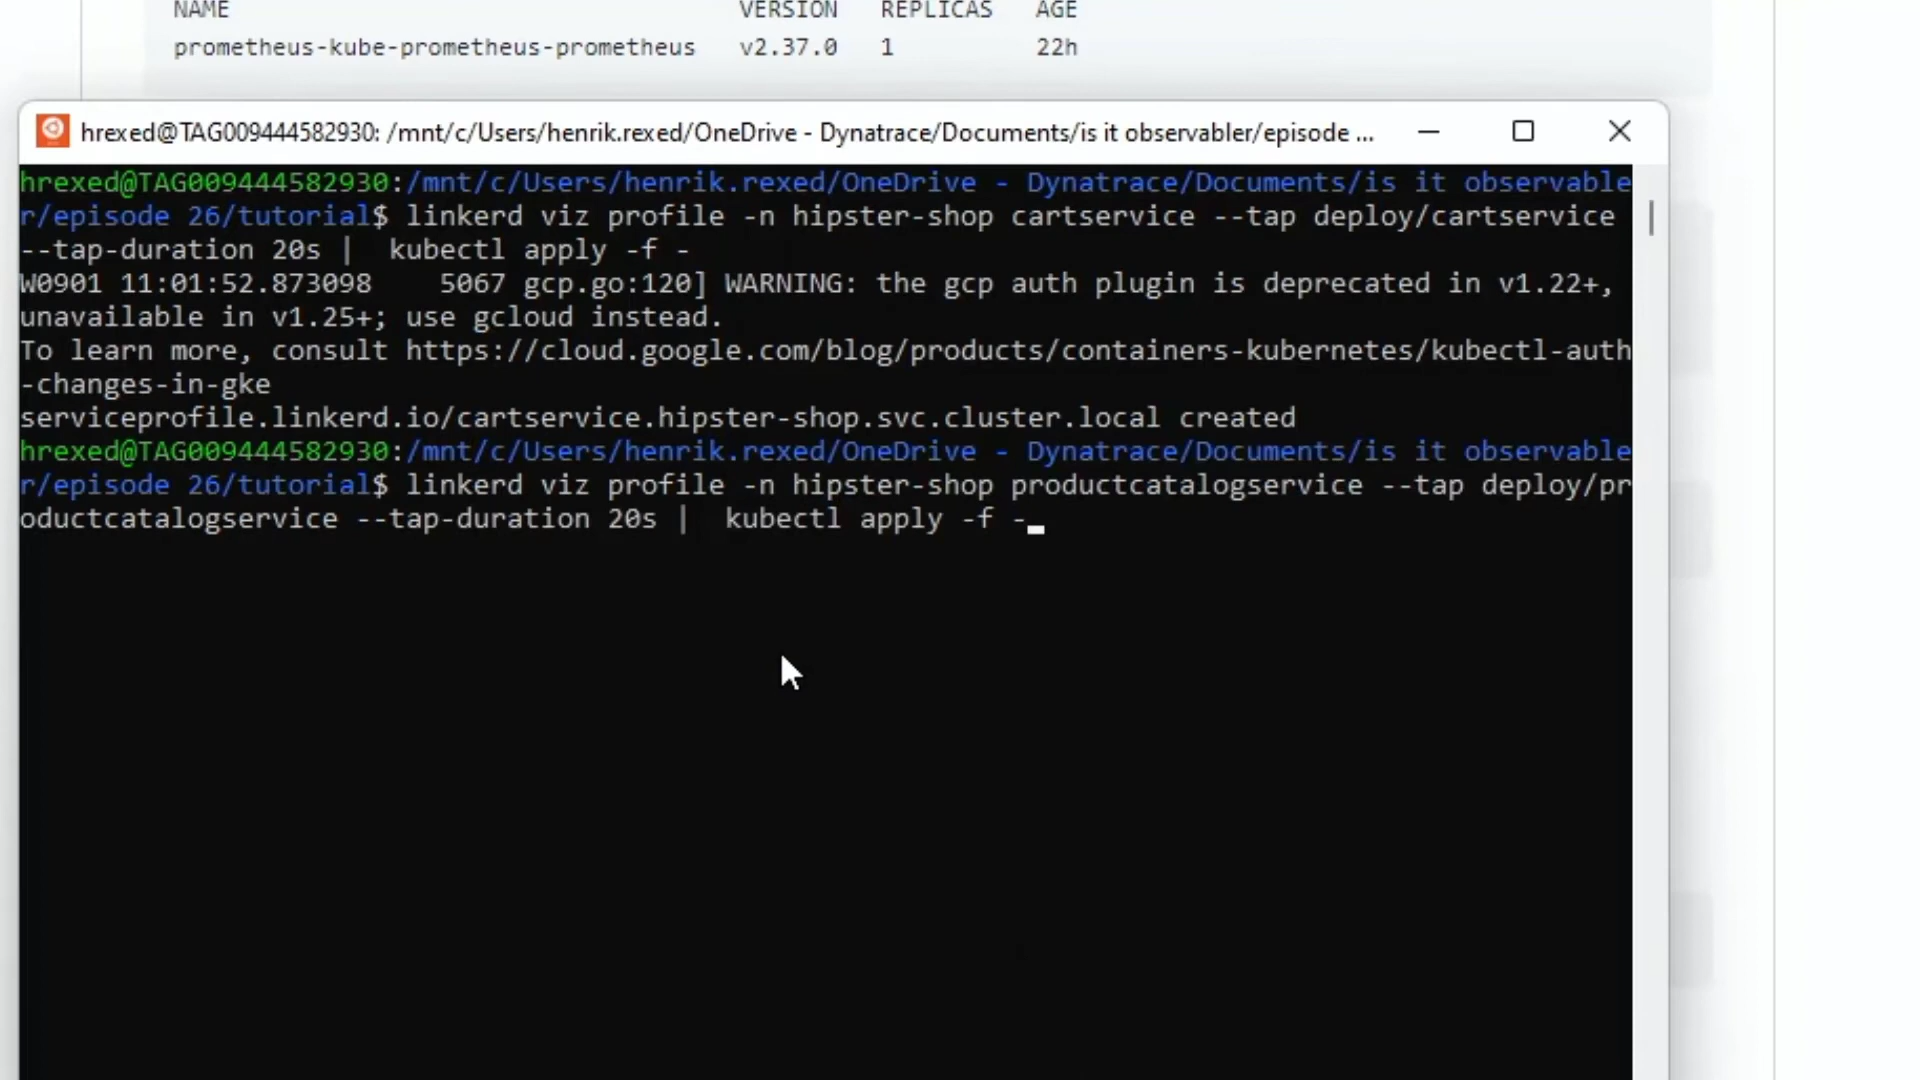 NAME VERSION REPLICAS AGE
prometheus-kube-prometheus-prometheus v2.37.0 1 22h
hrexed@TAG009444582930: /mnt/c/Users/henrik.rexed/OneDrive - Dynatrace/Documents/is it observabler/episode ...
hrexed@TAG009444582930:/mnt/c/Users/henrik.rexed/OneDrive - Dynatrace/Documents/is it observable
r/episode 26/tutorial$ linkerd viz profile -n hipster-shop cartservice --tap deploy/cartservice
--tap-duration 20s |  kubectl apply -f -
W0901 11:01:52.873098    5067 gcp.go:120] WARNING: the gcp auth plugin is deprecated in v1.22+,
unavailable in v1.25+; use gcloud instead.
To learn more, consult https://cloud.google.com/blog/products/containers-kubernetes/kubectl-auth
-changes-in-gke
serviceprofile.linkerd.io/cartservice.hipster-shop.svc.cluster.local created
hrexed@TAG009444582930:/mnt/c/Users/henrik.rexed/OneDrive - Dynatrace/Documents/is it observable
r/episode 26/tutorial$ linkerd viz profile -n hipster-shop productcatalogservice --tap deploy/pr
oductcatalogservice --tap-duration 20s |  kubectl apply -f -